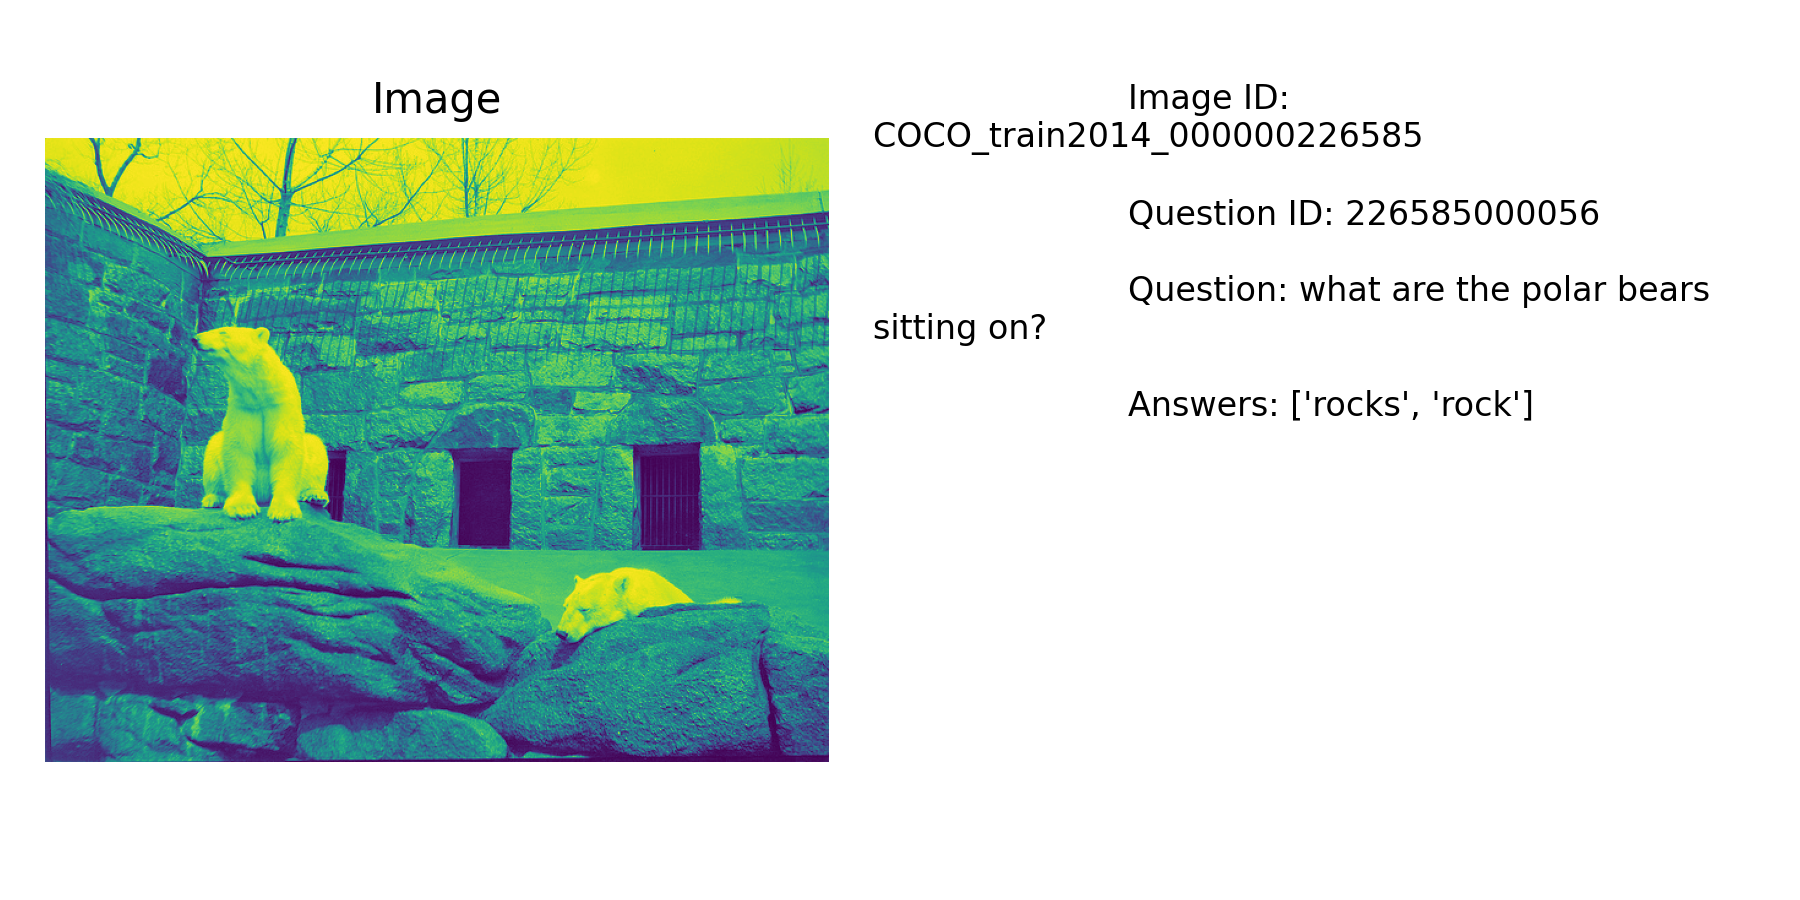 Image
Image ID:
COCO_train2014_000000226585
Question ID: 226585000056
Question: what are the polar bears
sitting on?
Answers: ['rocks', 'rock']